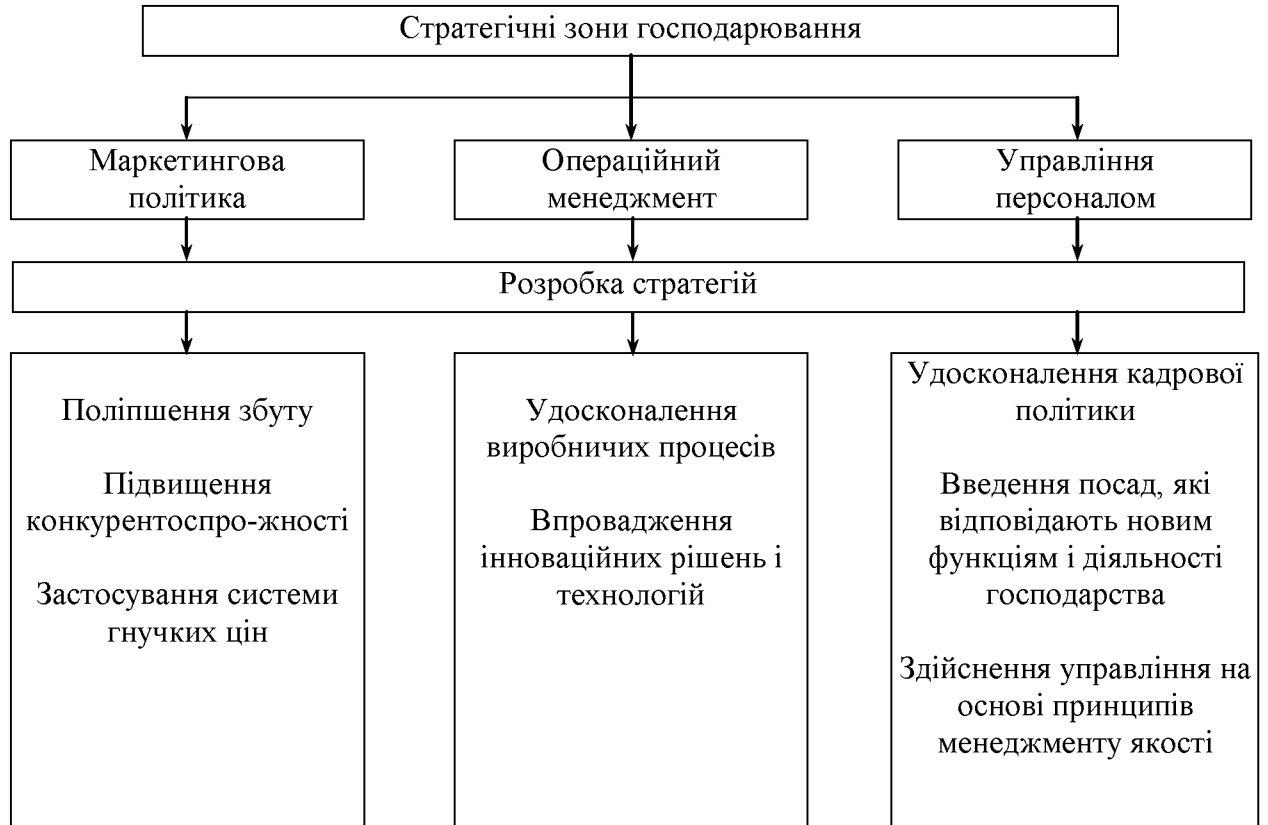 Стратегічні зони господарювання
Маркетингова
політика
Операційний
менеджмент
Управління
персоналом
Розробка стратегій
Поліпшення збуту
Підвищення
конкурентоспро-жності
Застосування системи
гнучких цін
Удосконалення
виробничих процесів
Впровадження
інноваційних рішень і
технологій
Удосконалення кадрової
політики
Введення посад, які
відповідають новим
функціям і діяльності
господарства
Здійснення управління на
основі принципів
менеджменту якості